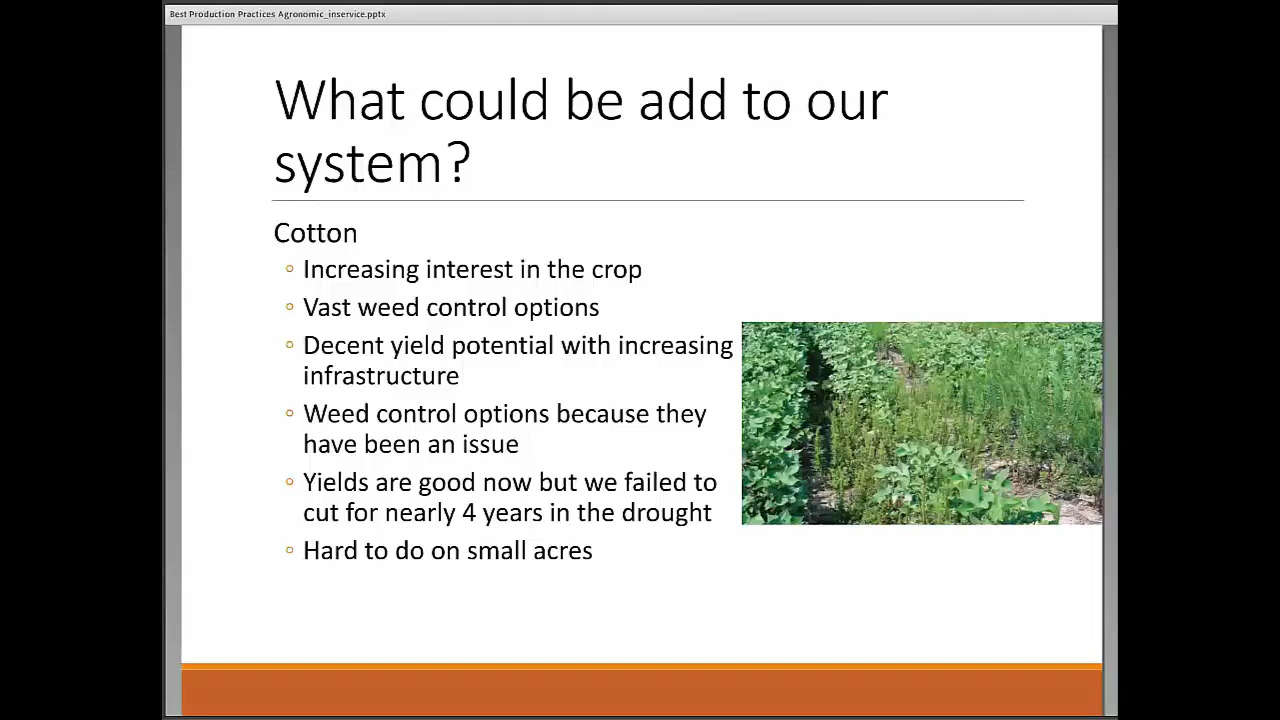 Best Production Practices Agronomic_inservice.pptx
What could be add to our
system?
Cotton
Increasing interest in the crop
Vast weed control options
Decent yield potential with increasing
infrastructure
Weed control options because they
have been an issue
Yields are good now but we failed to
cut for nearly 4 years in the drought
Hard to do on small acres